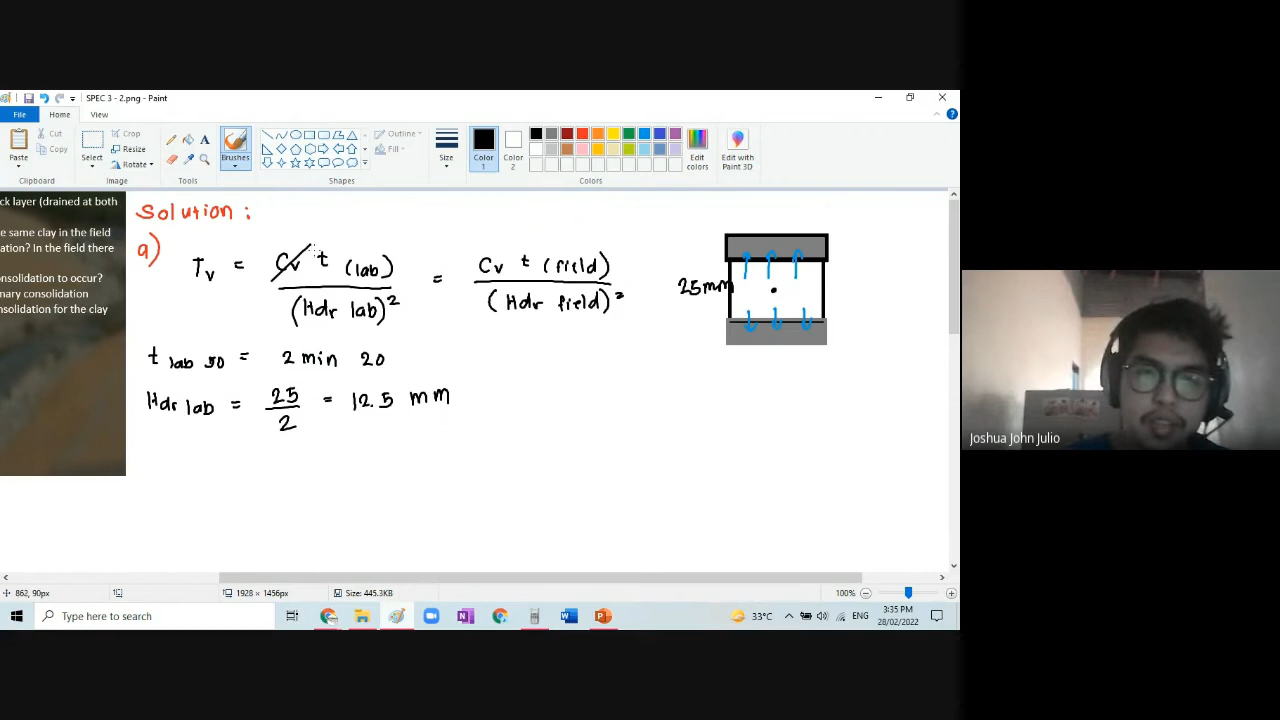 SPEC 3 - 2.png - Paint
File Home View
Paste Cut Copy Select Crop Resize Rotate Brushes Outline Fill Size Color 1 Color 2 Edit colors Edit with Paint 3D
Clipboard Image Tools Shapes Colors
ck layer (drained at both
e same clay in the field
ation? In the field there
consolidation to occur?
mary consolidation
nsolidation for the clay
Solution :
a)
Tv = Cv t (lab) / (Hdr lab)² = Cv t (field) / (Hdr field)²
25mm
t lab 50 = 2 min 20
Hdr lab = 25/2 = 12.5 mm
Joshua John Julio
862, 90px 1928 × 1456px Size: 445.3KB 100%
Type here to search 33°C ENG 3:35 PM 28/02/2022